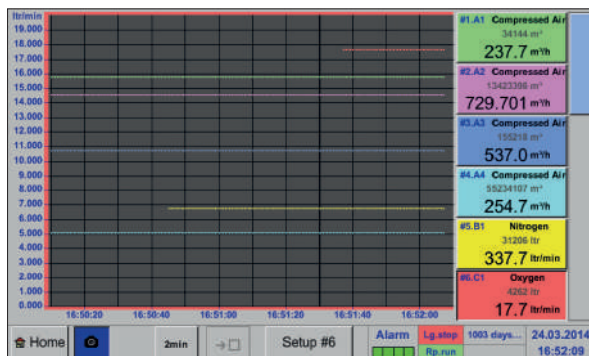 ltr/min
19.000
18.000
17.000
16.000
15.000
14.000
13.000
12.000
11.000
10.000
9.000
8.000
7.000
6.000
5.000
4.000
3.000
2.000
1.000
0.000
16:50:20 16:50:40 16:51:00 16:51:20 16:51:40 16:52:00
#1.A1 Compressed Air
34144 m³
237.7 m³/h
#2.A2 Compressed Air
13423386 m³
729.701 m³/h
#3.A3 Compressed Air
155218 m³
537.0 m³/h
#4.A4 Compressed Air
55234107 m³
254.7 m³/h
#5.B1 Nitrogen
31206 ltr
337.7 ltr/min
#6.C1 Oxygen
4262 ltr
17.7 ltr/min
Home
2min
Setup #6
Alarm
Lg.stop
Rp.run
1003 days...
24.03.2014
16:52:09